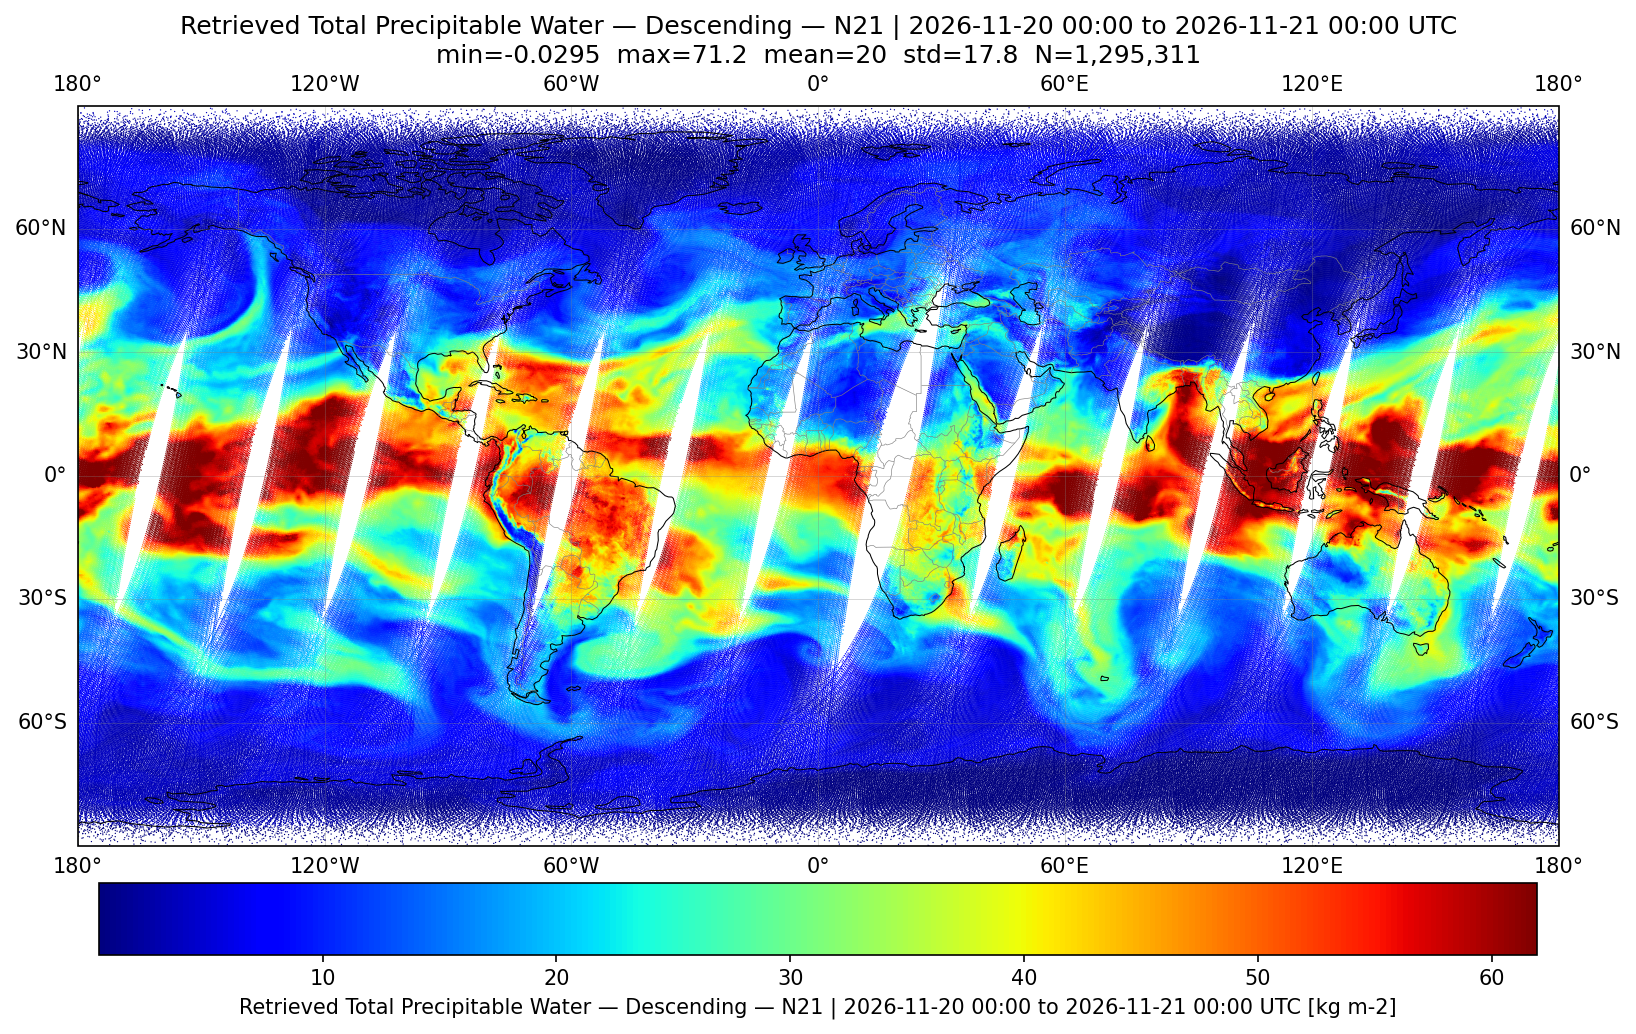 Retrieved Total Precipitable Water — Descending — N21 | 2026-11-20 00:00 to 2026-11-21 00:00 UTC
min=-0.0295  max=71.2  mean=20  std=17.8  N=1,295,311
180° 120°W 60°W 0° 60°E 120°E 180°
60°N 60°N
30°N 30°N
0° 0°
30°S 30°S
60°S 60°S
180° 120°W 60°W 0° 60°E 120°E 180°
10 20 30 40 50 60
Retrieved Total Precipitable Water — Descending — N21 | 2026-11-20 00:00 to 2026-11-21 00:00 UTC [kg m-2]